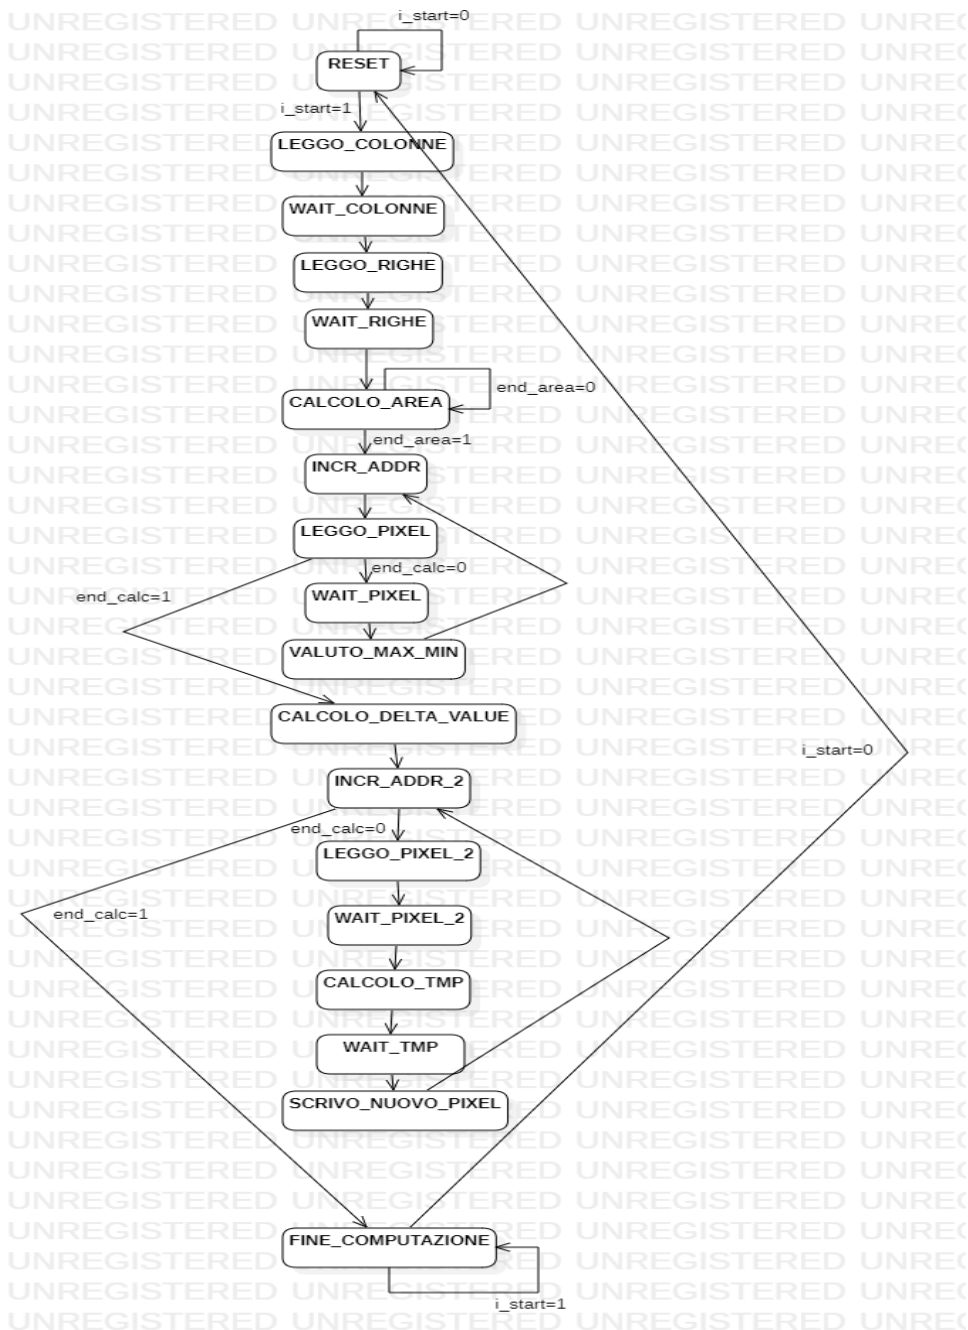 i_start=0
RESET
i_start=1
LEGGO_COLONNE
WAIT_COLONNE
LEGGO_RIGHE
WAIT_RIGHE
end_area=0
CALCOLO_AREA
end_area=1
INCR_ADDR
LEGGO_PIXEL
end_calc=0
end_calc=1
WAIT_PIXEL
VALUTO_MAX_MIN
CALCOLO_DELTA_VALUE
i_start=0
INCR_ADDR_2
end_calc=0
LEGGO_PIXEL_2
end_calc=1
WAIT_PIXEL_2
CALCOLO_TMP
WAIT_TMP
SCRIVO_NUOVO_PIXEL
FINE_COMPUTAZIONE
i_start=1
UNREGISTERED